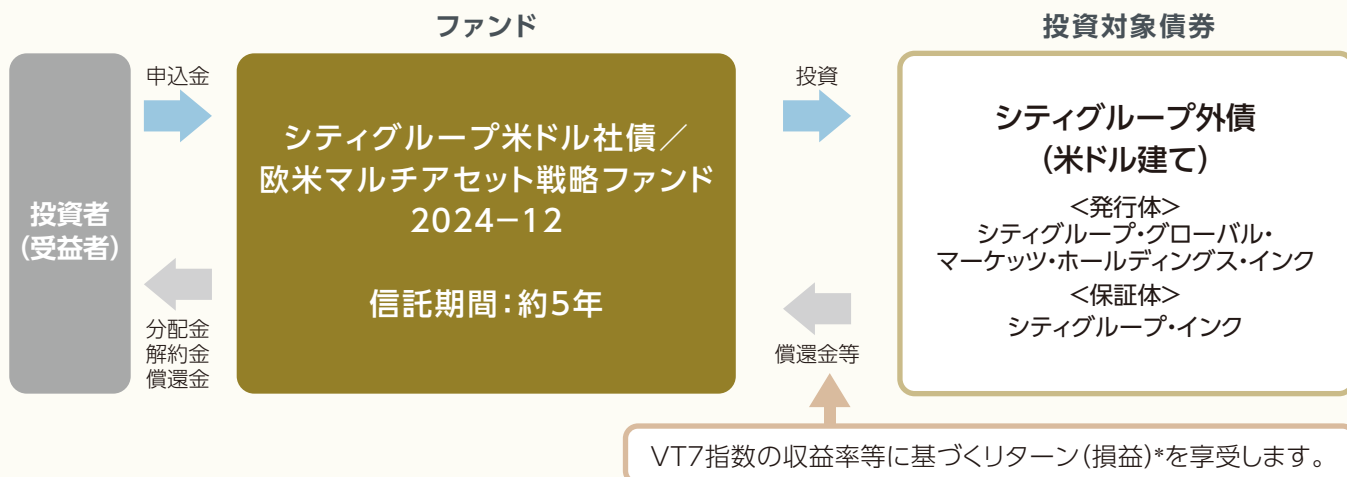 ファンド
投資対象債券
投資者
(受益者)
申込金
分配金
解約金
償還金
シティグループ米ドル社債／
欧米マルチアセット戦略ファンド
2024－12
信託期間：約5年
投資
償還金等
シティグループ外債
(米ドル建て)
＜発行体＞
シティグループ・グローバル・
マーケッツ・ホールディングス・インク
＜保証体＞
シティグループ・インク
VT7指数の収益率等に基づくリターン(損益)*を享受します。